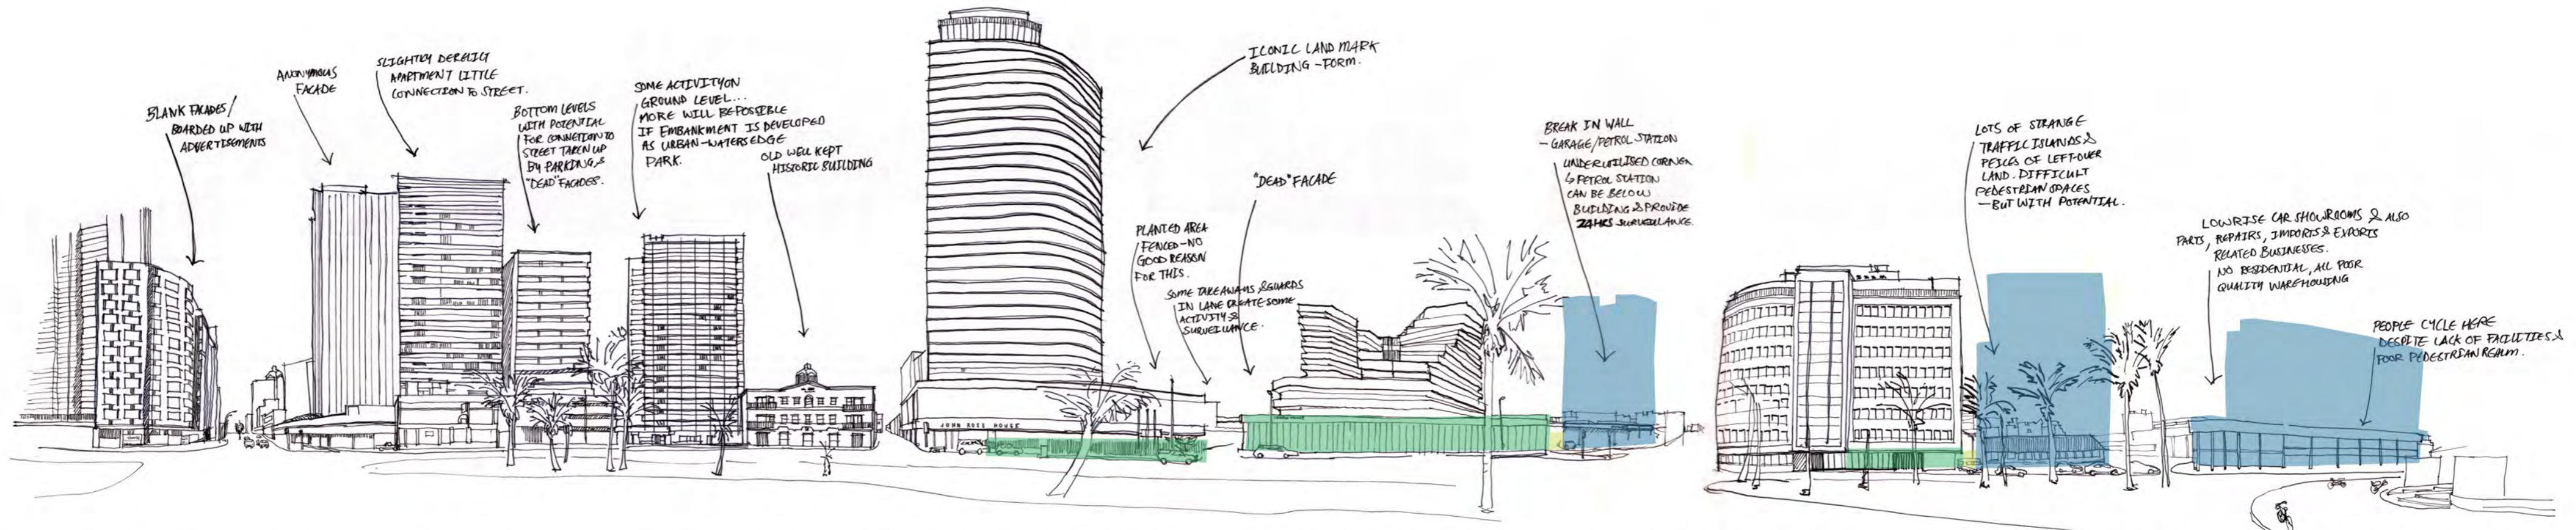 BLANK FACADES/
BOARDED UP WITH
ADVERTISEMENTS
ANONYMOUS
FACADE
SLIGHTLY DERELICT
APARTMENT LITTLE
CONNECTION TO STREET.
BOTTOM LEVELS
WITH POTENTIAL
FOR CONNETION TO
STREET TAKEN UP
BY PARKING, &
"DEAD" FACADES.
SOME ACTIVITY ON
GROUND LEVEL...
MORE WILL BE POSSIBLE
IF EMBANKMENT IS DEVELOPED
AS URBAN-WATERS EDGE
PARK.
OLD WELL KEPT
HISTORIC BUILDING
JOHN ROSS HOUSE
ICONIC LAND MARK
BUILDING - FORM.
PLANTED AREA
FENCED - NO
GOOD REASON
FOR THIS.
SOME TAKEAWAYS & GUARDS
IN LANE CREATE SOME
ACTIVITY &
SURVEILLANCE.
"DEAD" FACADE
BREAK IN WALL
- GARAGE/PETROL STATION
UNDERUTILISED CORNER
↳ PETROL STATION
CAN BE BELOW
BUILDING & PROVIDE
24HRS SURVEILLANCE.
LOTS OF STRANGE
TRAFFIC ISLANDS &
PEICES OF LEFT-OVER
LAND. DIFFICULT
PEDESTRIAN SPACES
- BUT WITH POTENTIAL.
LOWRISE CAR SHOWROOMS & ALSO
PARTS, REPAIRS, IMPORTS & EXPORTS
RELATED BUSINESSES.
NO RESIDENTIAL, ALL POOR
QUALITY WAREHOUSING
PEOPLE CYCLE HERE
DESPITE LACK OF FACILITIES &
POOR PEDESTRIAN REALM.